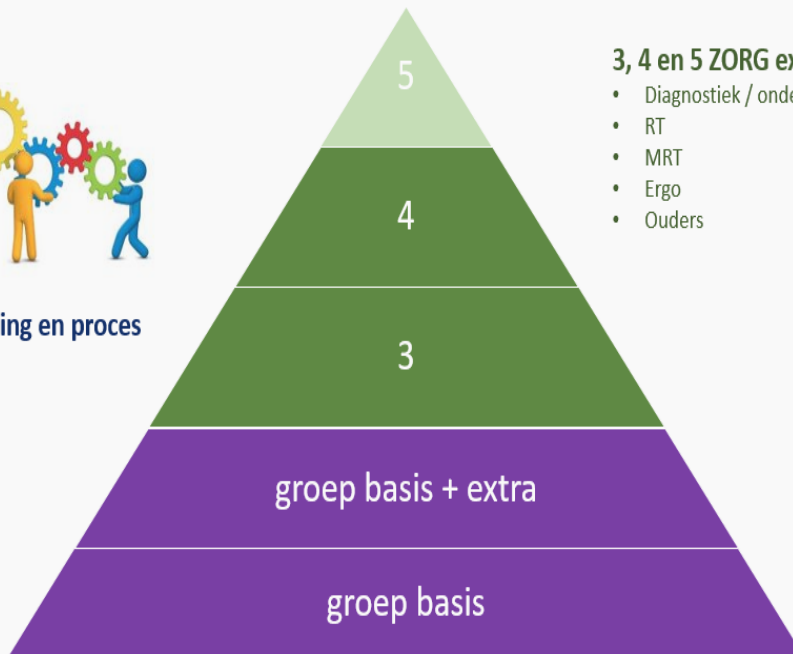 5
3, 4 en 5 ZORG
Diagnostiek /
• RT
• MRT
• Ergo
• Ouders
4
en proces
3
groep basis + extra
groep basis